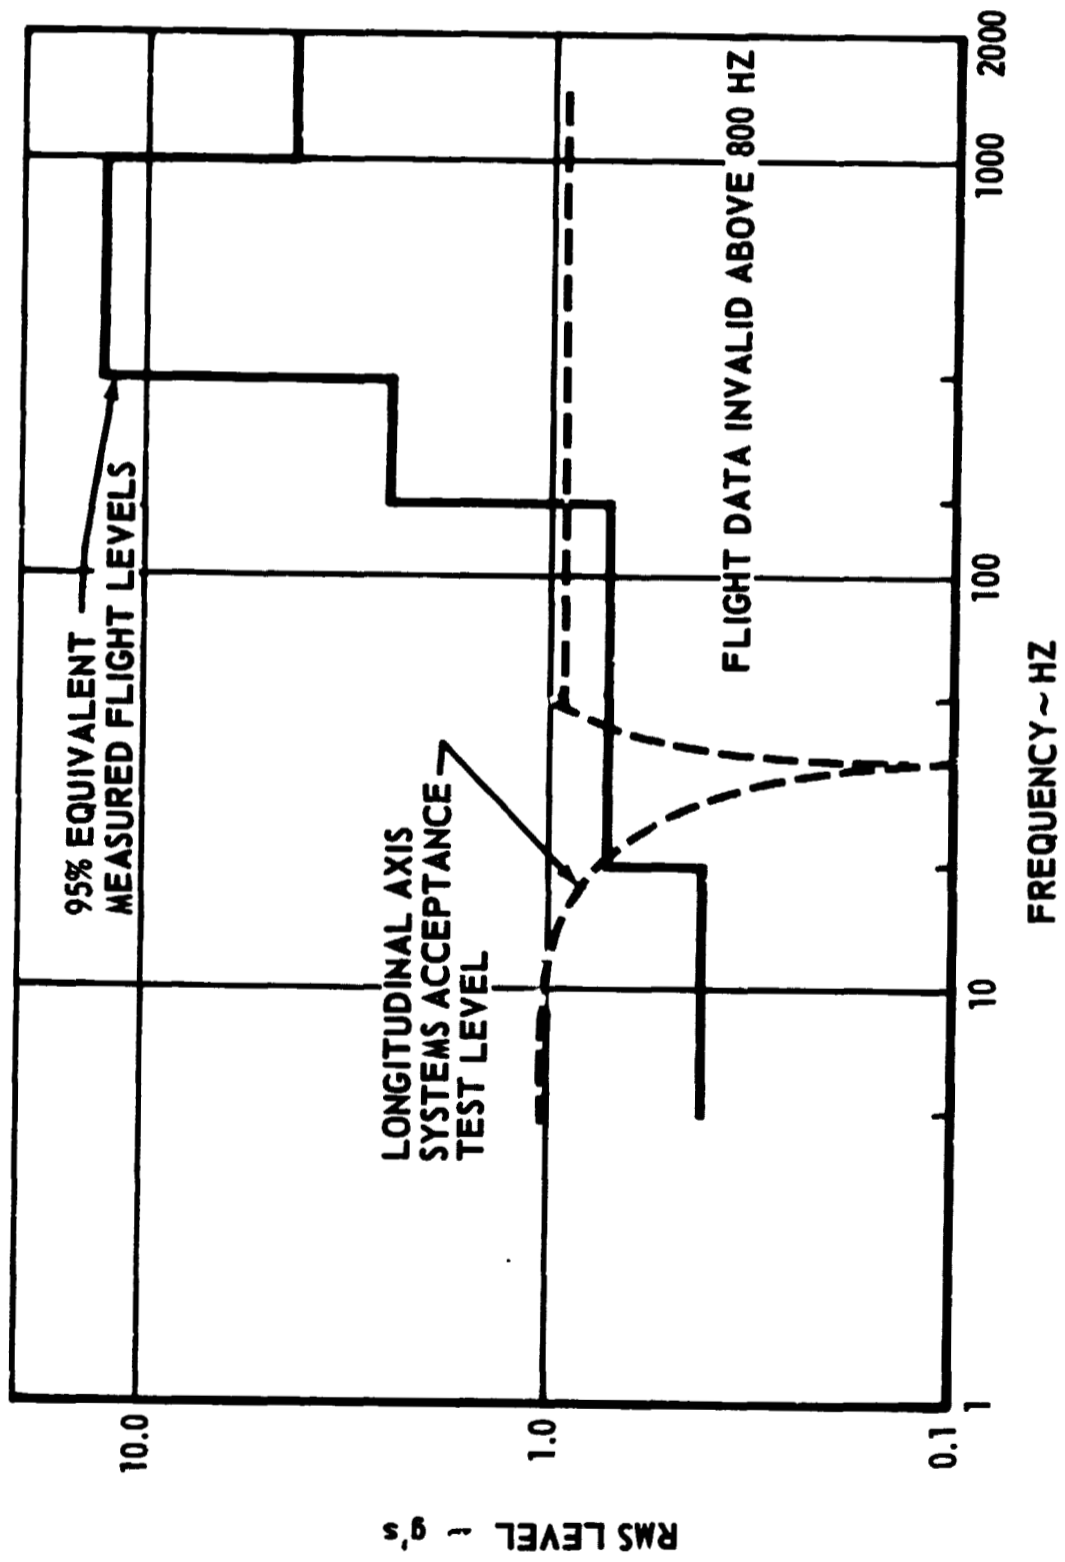 95% EQUIVALENT
MEASURED FLIGHT LEVELS
LONGITUDINAL AXIS
SYSTEMS ACCEPTANCE
TEST LEVEL
FLIGHT DATA INVALID ABOVE 800 HZ
RMS LEVEL ~ g's
10.0
1.0
0.1
1
10
100
1000
2000
FREQUENCY ~ HZ